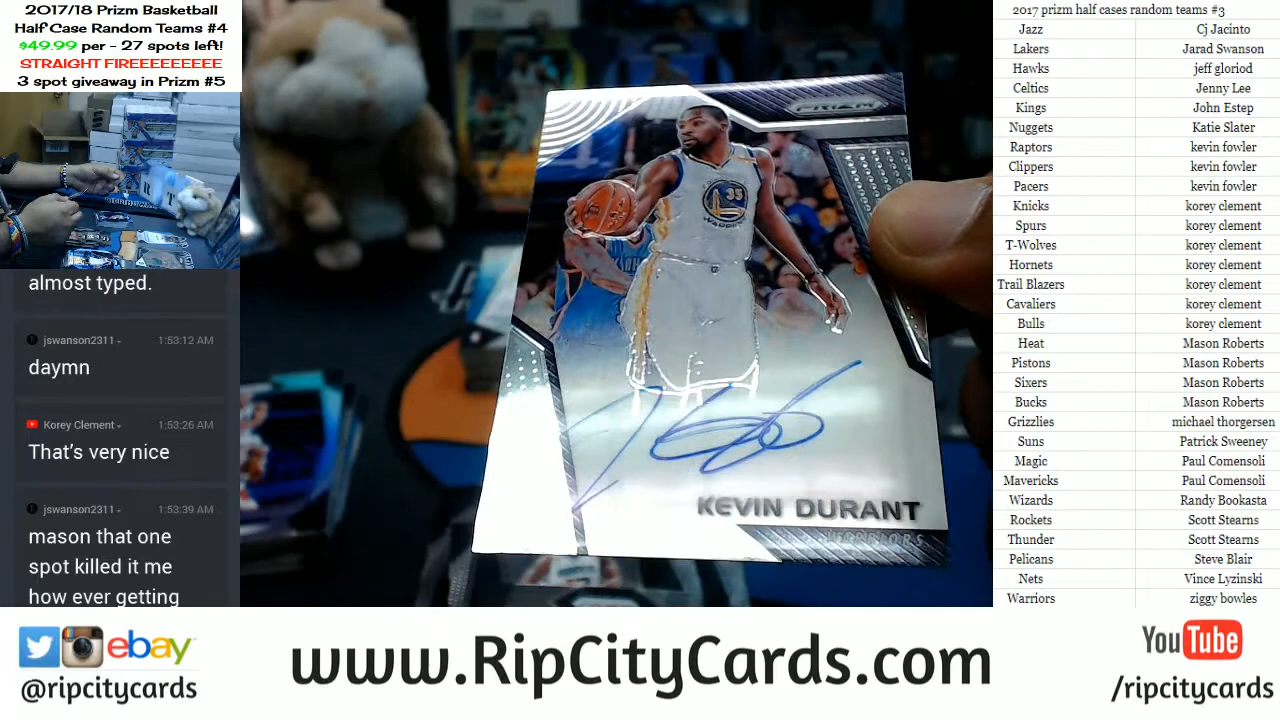 2017/18 Prizm Basketball
Half Case Random Teams #4
$49.99 per - 27 spots left!
STRAIGHT FIREEEEEEEEE
3 spot giveaway in Prizm #5
almost typed.
jswanson2311 1:53:12 AM
daymn
Korey Clement 1:53:26 AM
That's very nice
jswanson2311 1:53:39 AM
mason that one
spot killed it me
how ever getting
PRIZM
35
KEVIN DURANT
WARRIORS
2017 prizm half cases random teams #3
Jazz Cj Jacinto
Lakers Jarad Swanson
Hawks jeff gloriod
Celtics Jenny Lee
Kings John Estep
Nuggets Katie Slater
Raptors kevin fowler
Clippers kevin fowler
Pacers kevin fowler
Knicks korey clement
Spurs korey clement
T-Wolves korey clement
Hornets korey clement
Trail Blazers korey clement
Cavaliers korey clement
Bulls korey clement
Heat Mason Roberts
Pistons Mason Roberts
Sixers Mason Roberts
Bucks Mason Roberts
Grizzlies michael thorgersen
Suns Patrick Sweeney
Magic Paul Comensoli
Mavericks Paul Comensoli
Wizards Randy Bookasta
Rockets Scott Stearns
Thunder Scott Stearns
Pelicans Steve Blair
Nets Vince Lyzinski
Warriors ziggy bowles
ebay
@ripcitycards
www.RipCityCards.com
YouTube
/ripcitycards